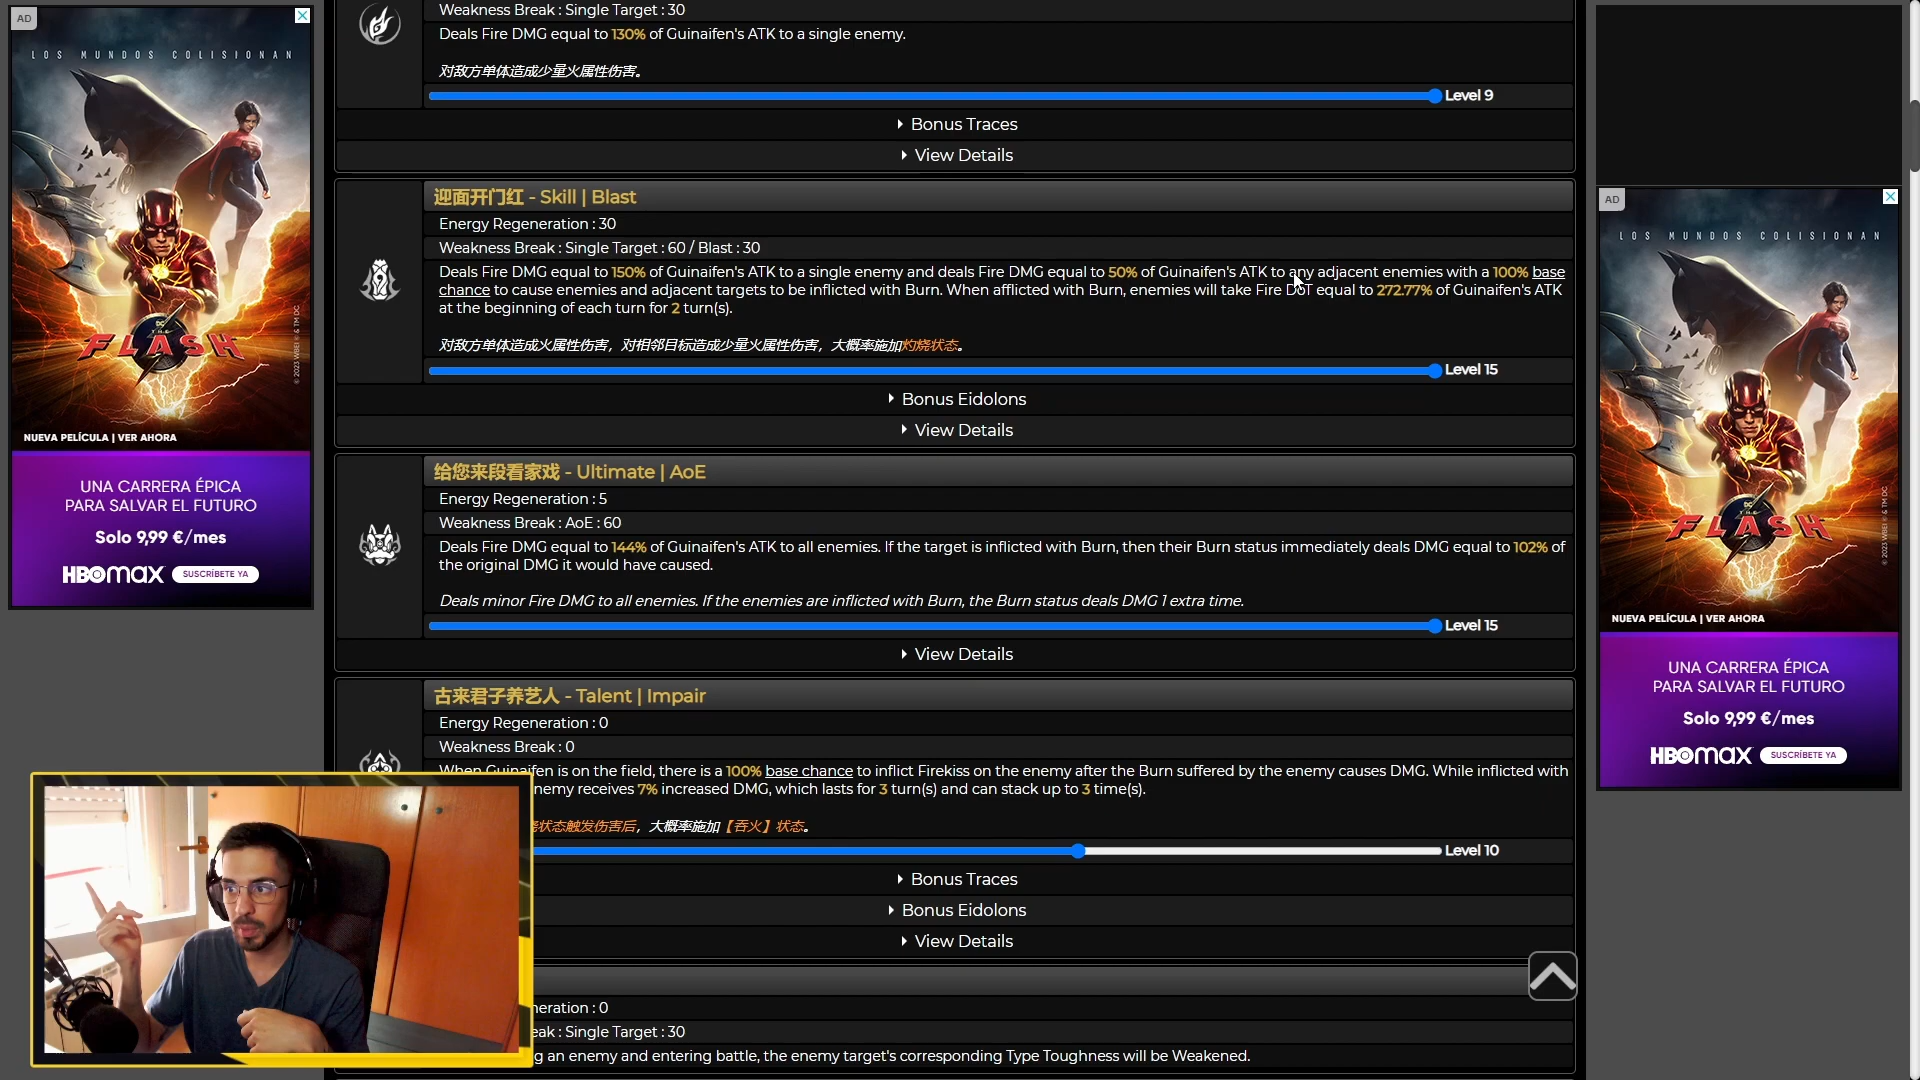 AD
LOS MUNDOS COLISIONAN
DC
THE
FLASH
© 2023 WBEI © & TM DC
NUEVA PELÍCULA | VER AHORA
UNA CARRERA ÉPICA
PARA SALVAR EL FUTURO
Solo 9,99 €/mes
HBOMAX
SUSCRÍBETE YA
Weakness Break : Single Target : 30
Deals Fire DMG equal to 130% of Guinaifen's ATK to a single enemy.
对敌方单体造成少量火属性伤害。
Level 9
Bonus Traces
View Details
迎面开门红 - Skill | Blast
Energy Regeneration : 30
Weakness Break : Single Target : 60 / Blast : 30
Deals Fire DMG equal to 150% of Guinaifen's ATK to a single enemy and deals Fire DMG equal to 50% of Guinaifen's ATK to any adjacent enemies with a 100% base
chance to cause enemies and adjacent targets to be inflicted with Burn. When afflicted with Burn, enemies will take Fire DoT equal to 272.77% of Guinaifen's ATK
at the beginning of each turn for 2 turn(s).
对敌方单体造成火属性伤害，对相邻目标造成少量火属性伤害，大概率施加灼烧状态。
Level 15
Bonus Eidolons
View Details
给您来段看家戏 - Ultimate | AoE
Energy Regeneration : 5
Weakness Break : AoE : 60
Deals Fire DMG equal to 144% of Guinaifen's ATK to all enemies. If the target is inflicted with Burn, then their Burn status immediately deals DMG equal to 102% of
the original DMG it would have caused.
Deals minor Fire DMG to all enemies. If the enemies are inflicted with Burn, the Burn status deals DMG 1 extra time.
Level 15
View Details
古来君子养艺人 - Talent | Impair
Energy Regeneration : 0
Weakness Break : 0
When Guinaifen is on the field, there is a 100% base chance to inflict Firekiss on the enemy after the Burn suffered by the enemy causes DMG. While inflicted with
nemy receives 7% increased DMG, which lasts for 3 turn(s) and can stack up to 3 time(s).
烧状态触发伤害后，大概率施加【吞火】状态。
Level 10
Bonus Traces
Bonus Eidolons
View Details
neration : 0
eak : Single Target : 30
g an enemy and entering battle, the enemy target's corresponding Type Toughness will be Weakened.
AD
LOS MUNDOS COLISIONAN
DC
THE
FLASH
© 2023 WBEI © & TM DC
NUEVA PELÍCULA | VER AHORA
UNA CARRERA ÉPICA
PARA SALVAR EL FUTURO
Solo 9,99 €/mes
HBOMAX
SUSCRÍBETE YA